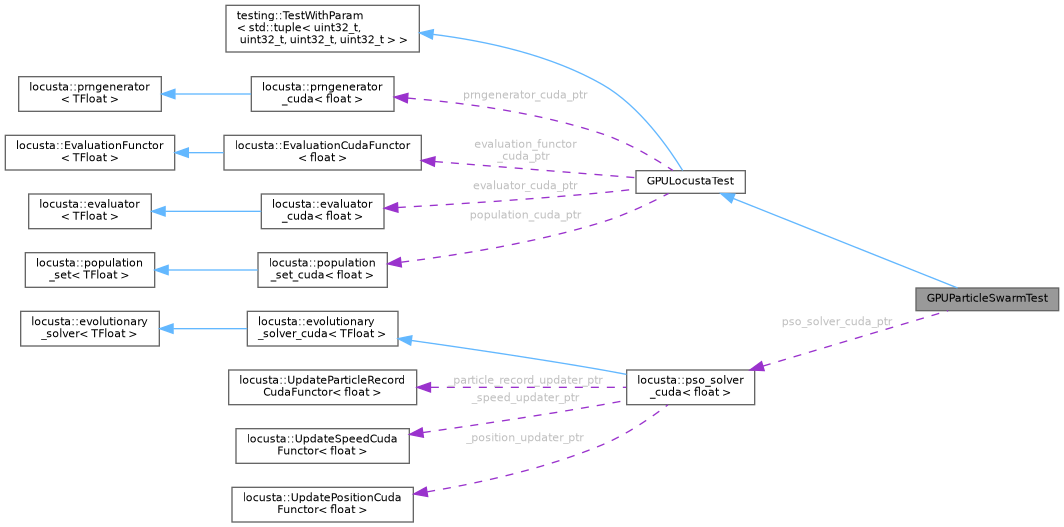 testing::TestWithParam
< std::tuple< uint32_t,
uint32_t, uint32_t, uint32_t > >
locusta::prngenerator
< TFloat >
locusta::prngenerator
_cuda< float >
prngenerator_cuda_ptr
locusta::EvaluationFunctor
< TFloat >
locusta::EvaluationCudaFunctor
< float >
evaluation_functor
_cuda_ptr
GPULocustaTest
locusta::evaluator
< TFloat >
locusta::evaluator
_cuda< float >
evaluator_cuda_ptr
locusta::population
_set< TFloat >
locusta::population
_set_cuda< float >
population_cuda_ptr
GPUParticleSwarmTest
locusta::evolutionary
_solver< TFloat >
locusta::evolutionary
_solver_cuda< TFloat >
pso_solver_cuda_ptr
locusta::UpdateParticleRecord
CudaFunctor< float >
_particle_record_updater_ptr
locusta::pso_solver
_cuda< float >
_speed_updater_ptr
locusta::UpdateSpeedCuda
Functor< float >
_position_updater_ptr
locusta::UpdatePositionCuda
Functor< float >